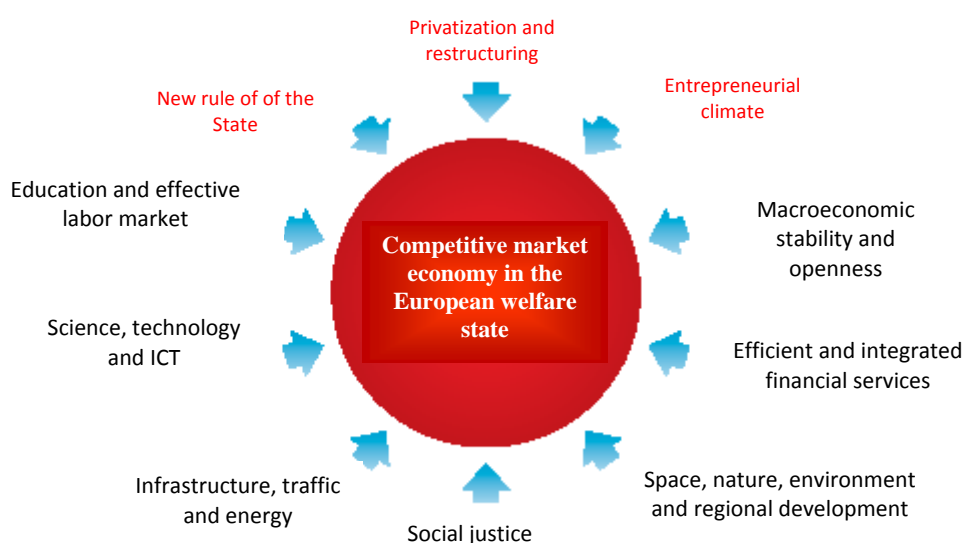 Privatization and
restructuring
New rule of of the
State
Entrepreneurial
climate
Education and effective
labor market
Macroeconomic
stability and
openness
Competitive market
economy in the
European welfare
state
Science, technology
and ICT
Efficient and integrated
financial services
Infrastructure, traffic
and energy
Space, nature, environment
and regional development
Social justice